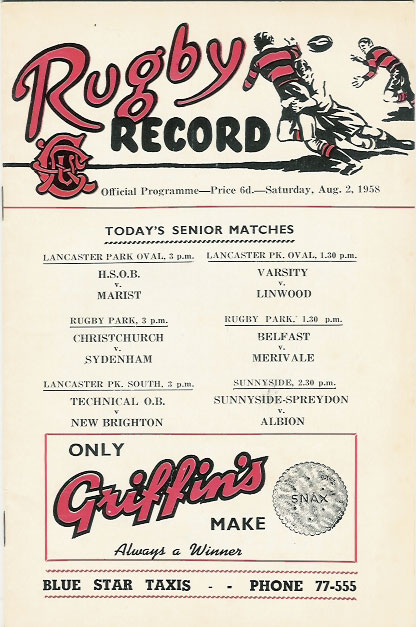 Rugby
RECORD
CRU
Official Programme—Price 6d.—Saturday, Aug. 2, 1958
TODAY'S SENIOR MATCHES
LANCASTER PARK OVAL, 3 p.m.
H.S.O.B.
v.
MARIST
LANCASTER PK. OVAL, 1.30 p.m.
VARSITY
v.
LINWOOD
RUGBY PARK, 3 p.m.
CHRISTCHURCH
v.
SYDENHAM
RUGBY PARK, 1.30 p.m.
BELFAST
v.
MERIVALE
LANCASTER PK. SOUTH, 3 p.m.
TECHNICAL O.B.
v.
NEW BRIGHTON
SUNNYSIDE, 2.30 p.m.
SUNNYSIDE-SPREYDON
v.
ALBION
ONLY
Griffin's
MAKE
SNAX
Always a Winner
BLUE STAR TAXIS - - PHONE 77-555